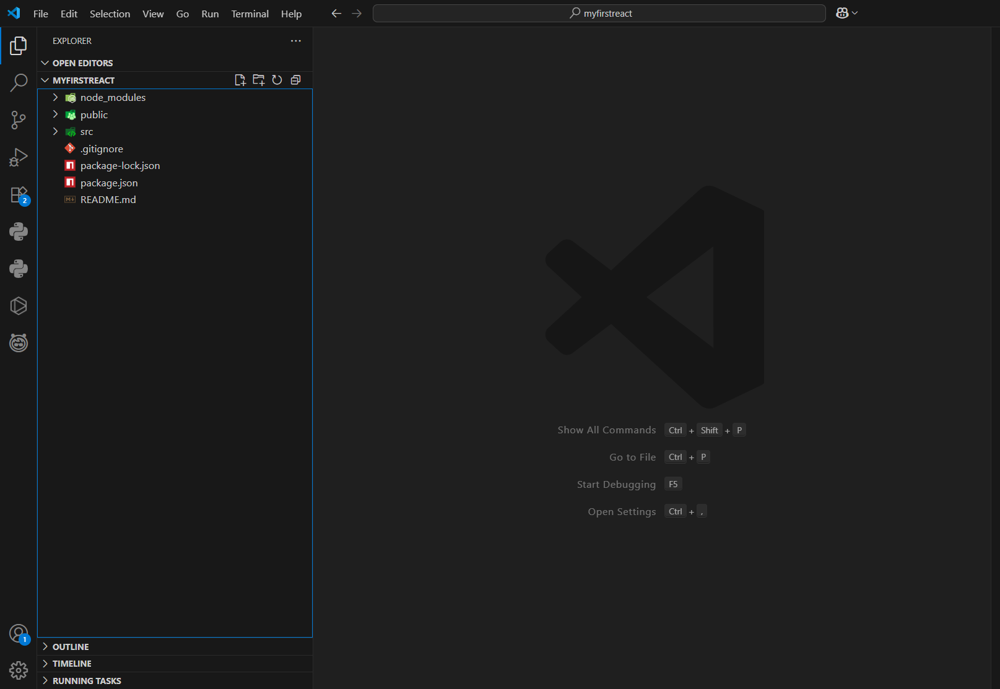 File Edit Selection View Go Run Terminal Help myfirstreact
EXPLORER
OPEN EDITORS
MYFIRSTREACT
node_modules
public
src
.gitignore
package-lock.json
package.json
README.md
2
Show All Commands Ctrl + Shift + P
Go to File Ctrl + P
Start Debugging F5
Open Settings Ctrl + ,
1
OUTLINE
TIMELINE
RUNNING TASKS